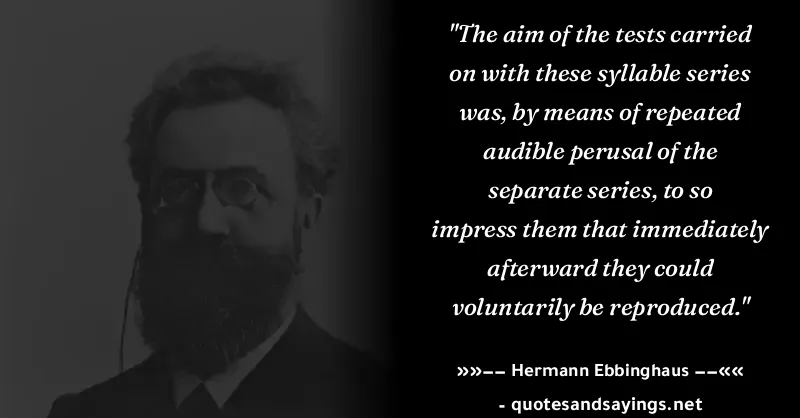 "The aim of the tests carried
on with these syllable series
was, by means of repeated
audible perusal of the
separate series, to so
impress them that immediately
afterward they could
voluntarily be reproduced."
»»−− Hermann Ebbinghaus −−««
- quotesandsayings.net